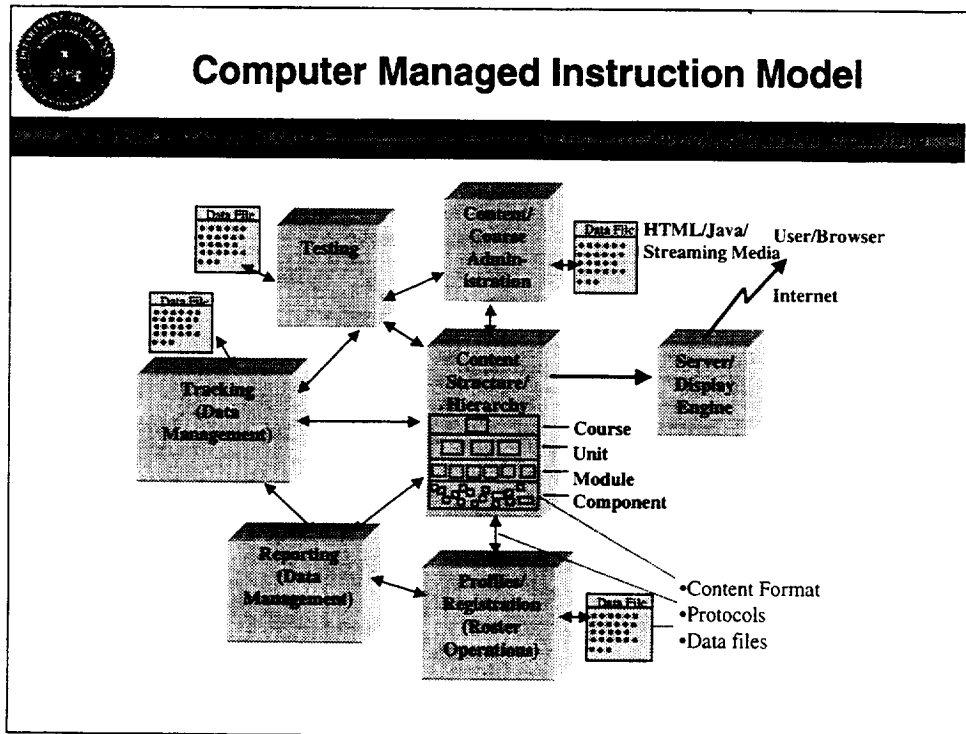 Computer Managed Instruction Model
Data File
Testing
Content/
Course
Admin-
istration
Data File
HTML/Java/
Streaming Media
User/Browser
Internet
Data File
Tracking
(Data
Management)
Content
Structure/
Hierarchy
Server/
Display
Engine
Course
Unit
Module
Component
Reporting
(Data
Management)
Profiles/
Registration
(Roster
Operations)
Data File
•Content Format
•Protocols
•Data files